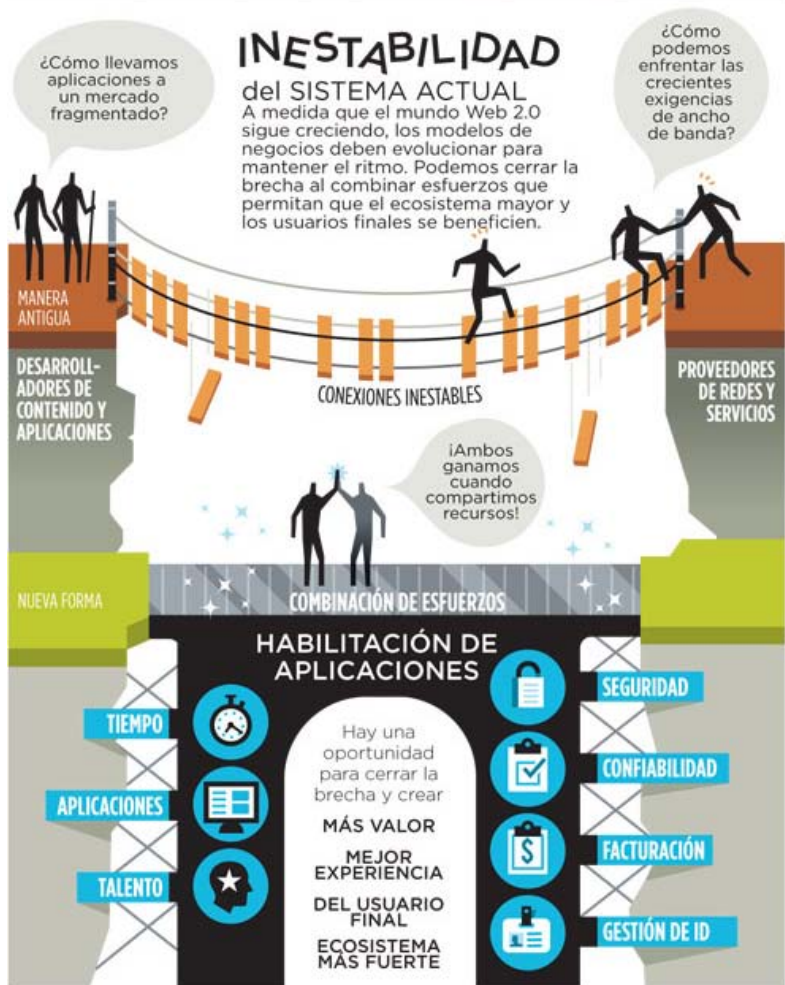 ¿Cómo llevamos
aplicaciones a
un mercado
fragmentado?
INESTABILIDAD
del SISTEMA ACTUAL
A medida que el mundo Web 2.0
sigue creciendo, los modelos de
negocios deben evolucionar para
mantener el ritmo. Podemos cerrar la
brecha al combinar esfuerzos que
permitan que el ecosistema mayor y
los usuarios finales se beneficien.
¿Cómo
podemos
enfrentar las
crecientes
exigencias
de ancho
de banda?
MANERA
ANTIGUA
DESARROLL-
ADORES DE
CONTENIDO Y
APLICACIONES
CONEXIONES INESTABLES
PROVEEDORES
DE REDES Y
SERVICIOS
¡Ambos
ganamos
cuando
compartimos
recursos!
NUEVA FORMA
COMBINACIÓN DE ESFUERZOS
HABILITACIÓN DE
APLICACIONES
TIEMPO
APLICACIONES
TALENTO
Hay una
oportunidad
para cerrar la
brecha y crear
MÁS VALOR
MEJOR
EXPERIENCIA
DEL USUARIO
FINAL
ECOSISTEMA
MÁS FUERTE
SEGURIDAD
CONFIABILIDAD
$
FACTURACIÓN
GESTIÓN DE ID